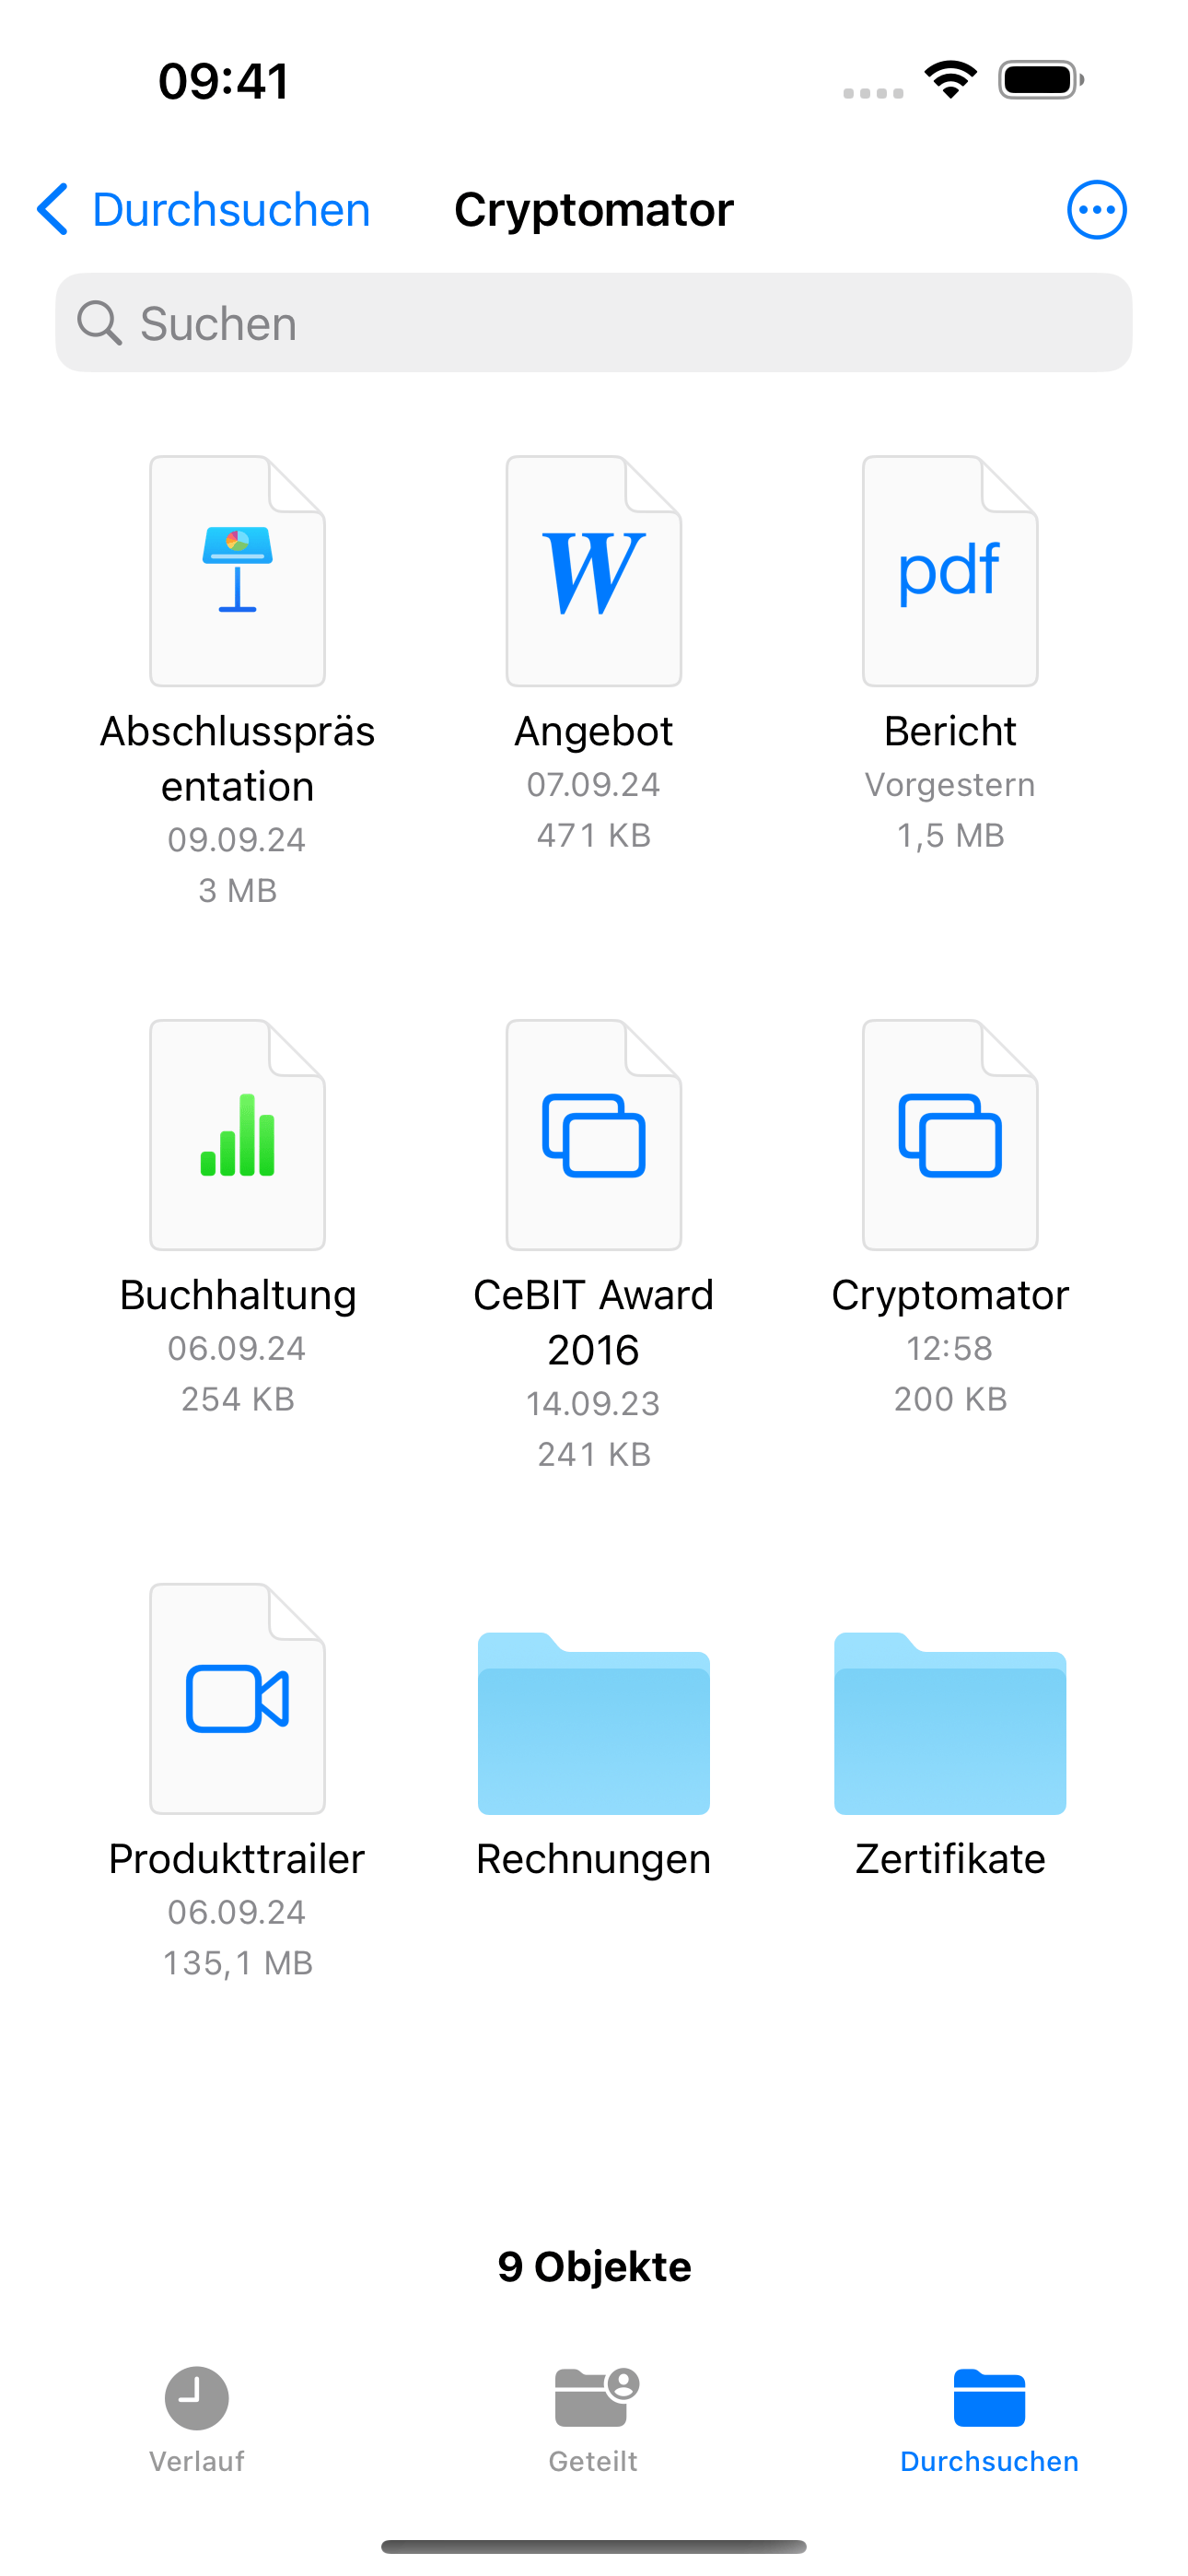 09:41
Durchsuchen
Cryptomator
Suchen
W
pdf
Abschlusspräs
entation
09.09.24
3 MB
Angebot
07.09.24
471 KB
Bericht
Vorgestern
1,5 MB
Buchhaltung
06.09.24
254 KB
CeBIT Award
2016
14.09.23
241 KB
Cryptomator
12:58
200 KB
Produkttrailer
06.09.24
135,1 MB
Rechnungen
Zertifikate
9 Objekte
Verlauf
Geteilt
Durchsuchen